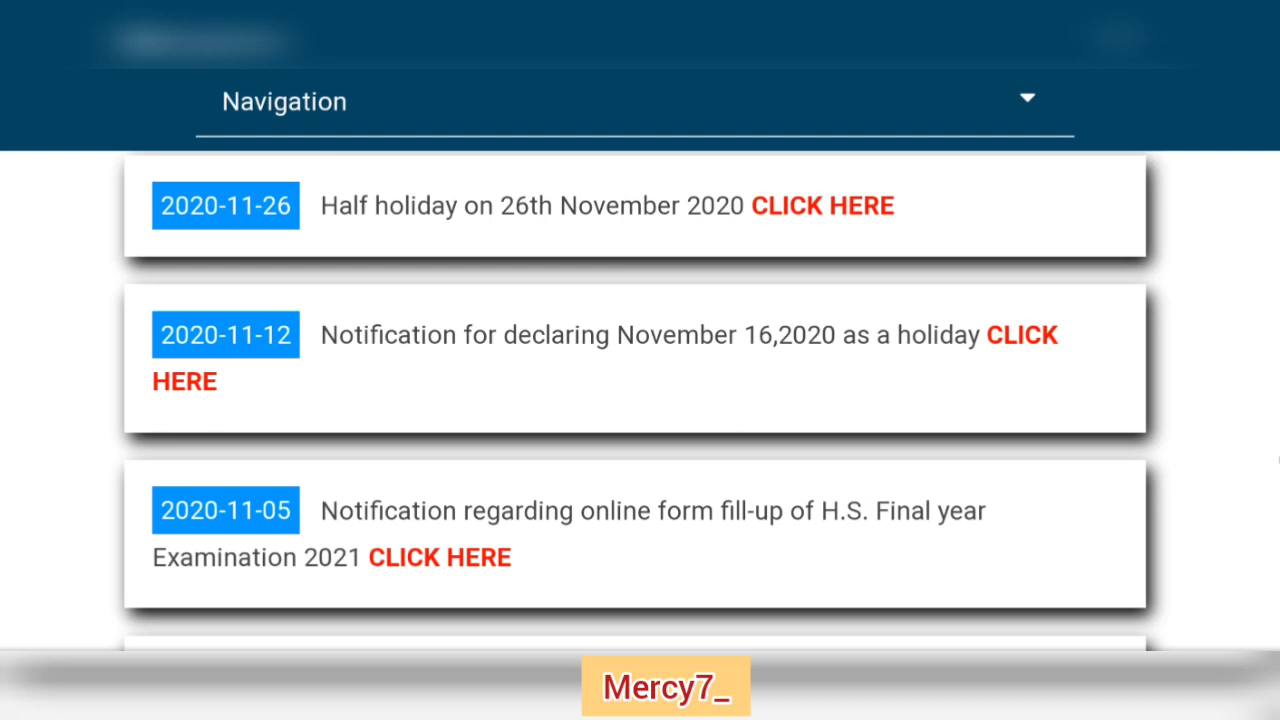 Navigation
2020-11-26 Half holiday on 26th November 2020 CLICK HERE
2020-11-12 Notification for declaring November 16,2020 as a holiday CLICK
HERE
2020-11-05 Notification regarding online form fill-up of H.S. Final year
Examination 2021 CLICK HERE
Mercy7_